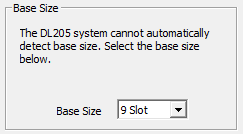 Base Size
The DL205 system cannot automatically
detect base size. Select the base size
below.
Base Size 9 Slot